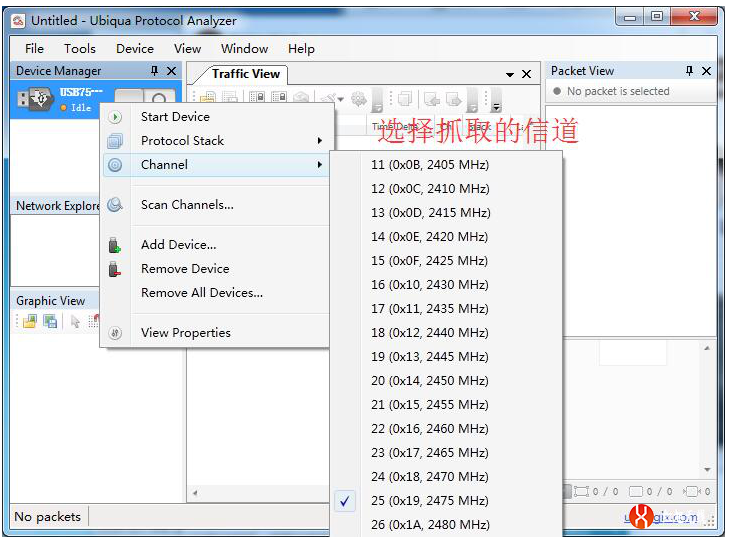 Untitled - Ubiqua Protocol Analyzer
File Tools Device View Window Help
Device Manager
Traffic View
Packet View
USB75---
Idle
No packet is selected
选择抓取的信道
Start Device
Protocol Stack
Channel
Scan Channels...
Add Device...
Remove Device
Remove All Devices...
View Properties
Network Explore
Graphic View
11 (0x0B, 2405 MHz)
12 (0x0C, 2410 MHz)
13 (0x0D, 2415 MHz)
14 (0x0E, 2420 MHz)
15 (0x0F, 2425 MHz)
16 (0x10, 2430 MHz)
17 (0x11, 2435 MHz)
18 (0x12, 2440 MHz)
19 (0x13, 2445 MHz)
20 (0x14, 2450 MHz)
21 (0x15, 2455 MHz)
22 (0x16, 2460 MHz)
23 (0x17, 2465 MHz)
24 (0x18, 2470 MHz)
25 (0x19, 2475 MHz)
26 (0x1A, 2480 MHz)
0 / 0 0 / 0 0
No packets